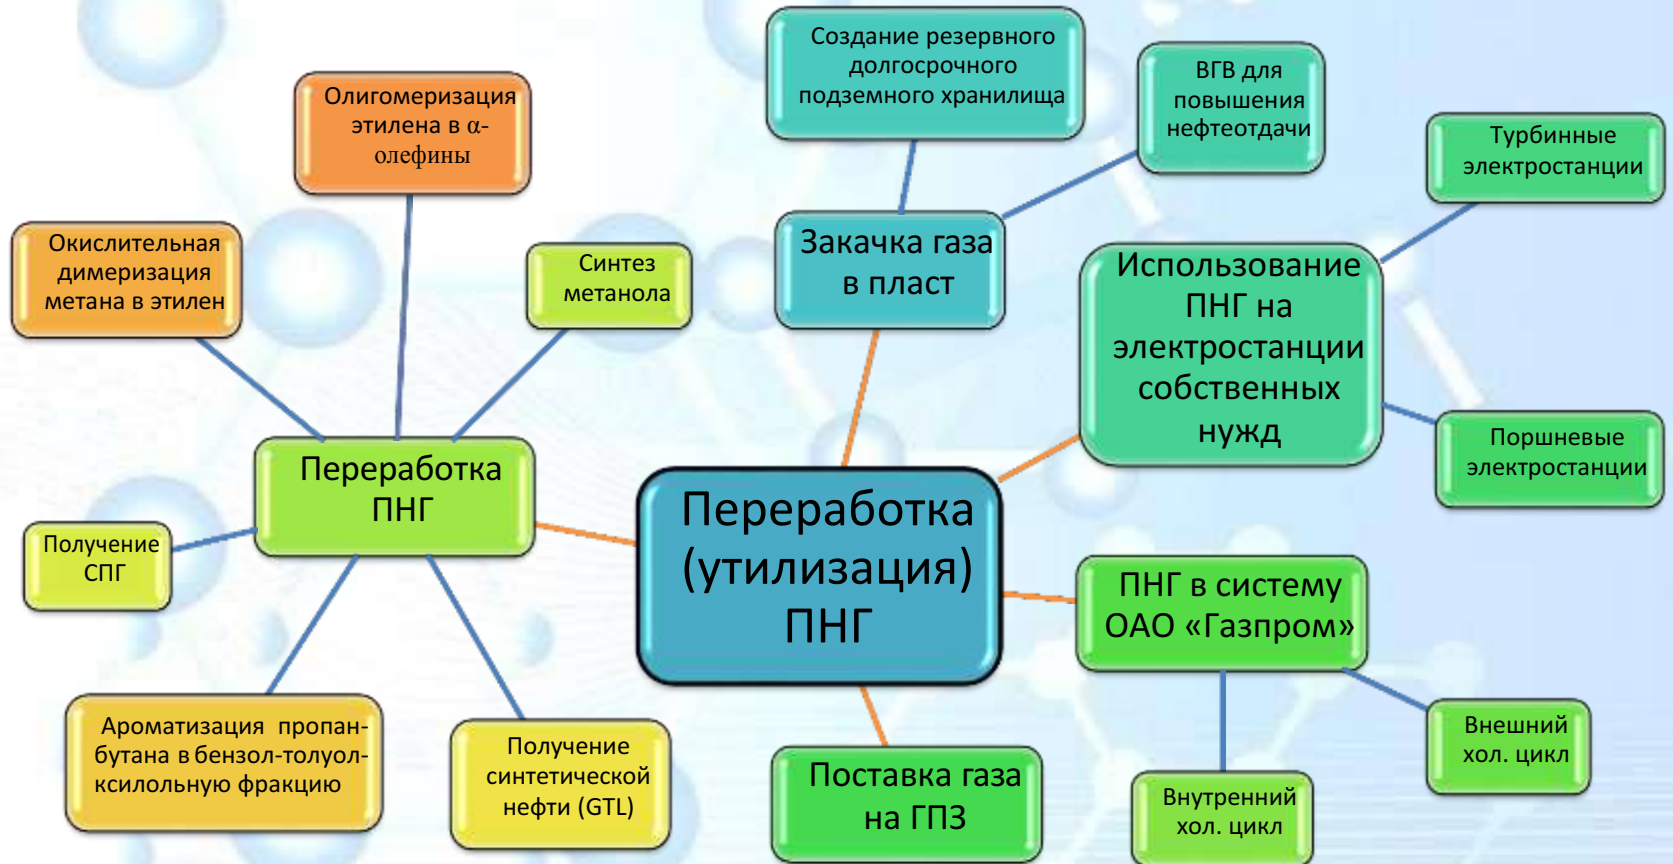 Создание резервного
долгосрочного
подземного хранилища
ВГВ для
повышения
нефтеотдачи
Олигомеризация
этилена в α-
олефины
Турбинные
электростанции
Окислительная
димеризация
метана в этилен
Синтез
метанола
Закачка газа
в пласт
Использование
ПНГ на
электростанции
собственных
нужд
Поршневые
электростанции
Переработка
ПНГ
Переработка
(утилизация)
ПНГ
Получение
СПГ
ПНГ в систему
ОАО «Газпром»
Ароматизация пропан-
бутана в бензол-толуол-
ксилольную фракцию
Получение
синтетической
нефти (GTL)
Поставка газа
на ГПЗ
Внутренний
хол. цикл
Внешний
хол. цикл